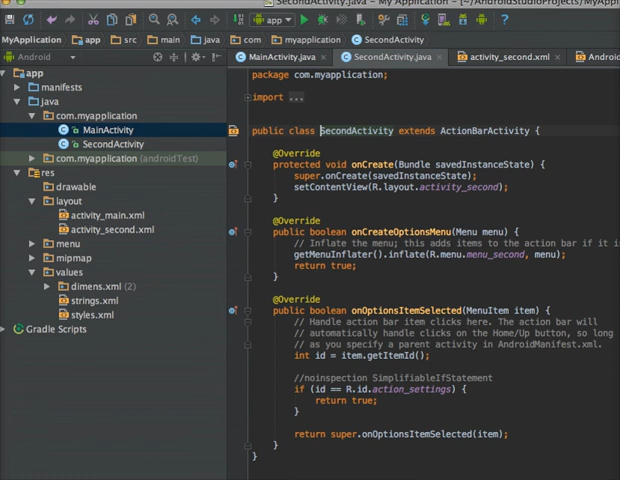 SecondActivity.java - My Application - [~/AndroidStudioProjects/MyApp
app
MyApplication
app
src
main
java
com
myapplication
SecondActivity
Android
MainActivity.java
SecondActivity.java
activity_second.xml
Andro
app
manifests
java
com.myapplication
MainActivity
SecondActivity
com.myapplication (androidTest)
res
drawable
layout
activity_main.xml
activity_second.xml
menu
mipmap
values
dimens.xml (2)
strings.xml
styles.xml
Gradle Scripts
package com.myapplication;
import ...
public class SecondActivity extends ActionBarActivity {
@Override
protected void onCreate(Bundle savedInstanceState) {
super.onCreate(savedInstanceState);
setContentView(R.layout.activity_second);
}
@Override
public boolean onCreateOptionsMenu(Menu menu) {
// Inflate the menu; this adds items to the action bar if it i
getMenuInflater().inflate(R.menu.menu_second, menu);
return true;
}
@Override
public boolean onOptionsItemSelected(MenuItem item) {
// Handle action bar item clicks here. The action bar will
// automatically handle clicks on the Home/Up button, so long
// as you specify a parent activity in AndroidManifest.xml.
int id = item.getItemId();
//noinspection SimplifiableIfStatement
if (id == R.id.action_settings) {
return true;
}
return super.onOptionsItemSelected(item);
}
}